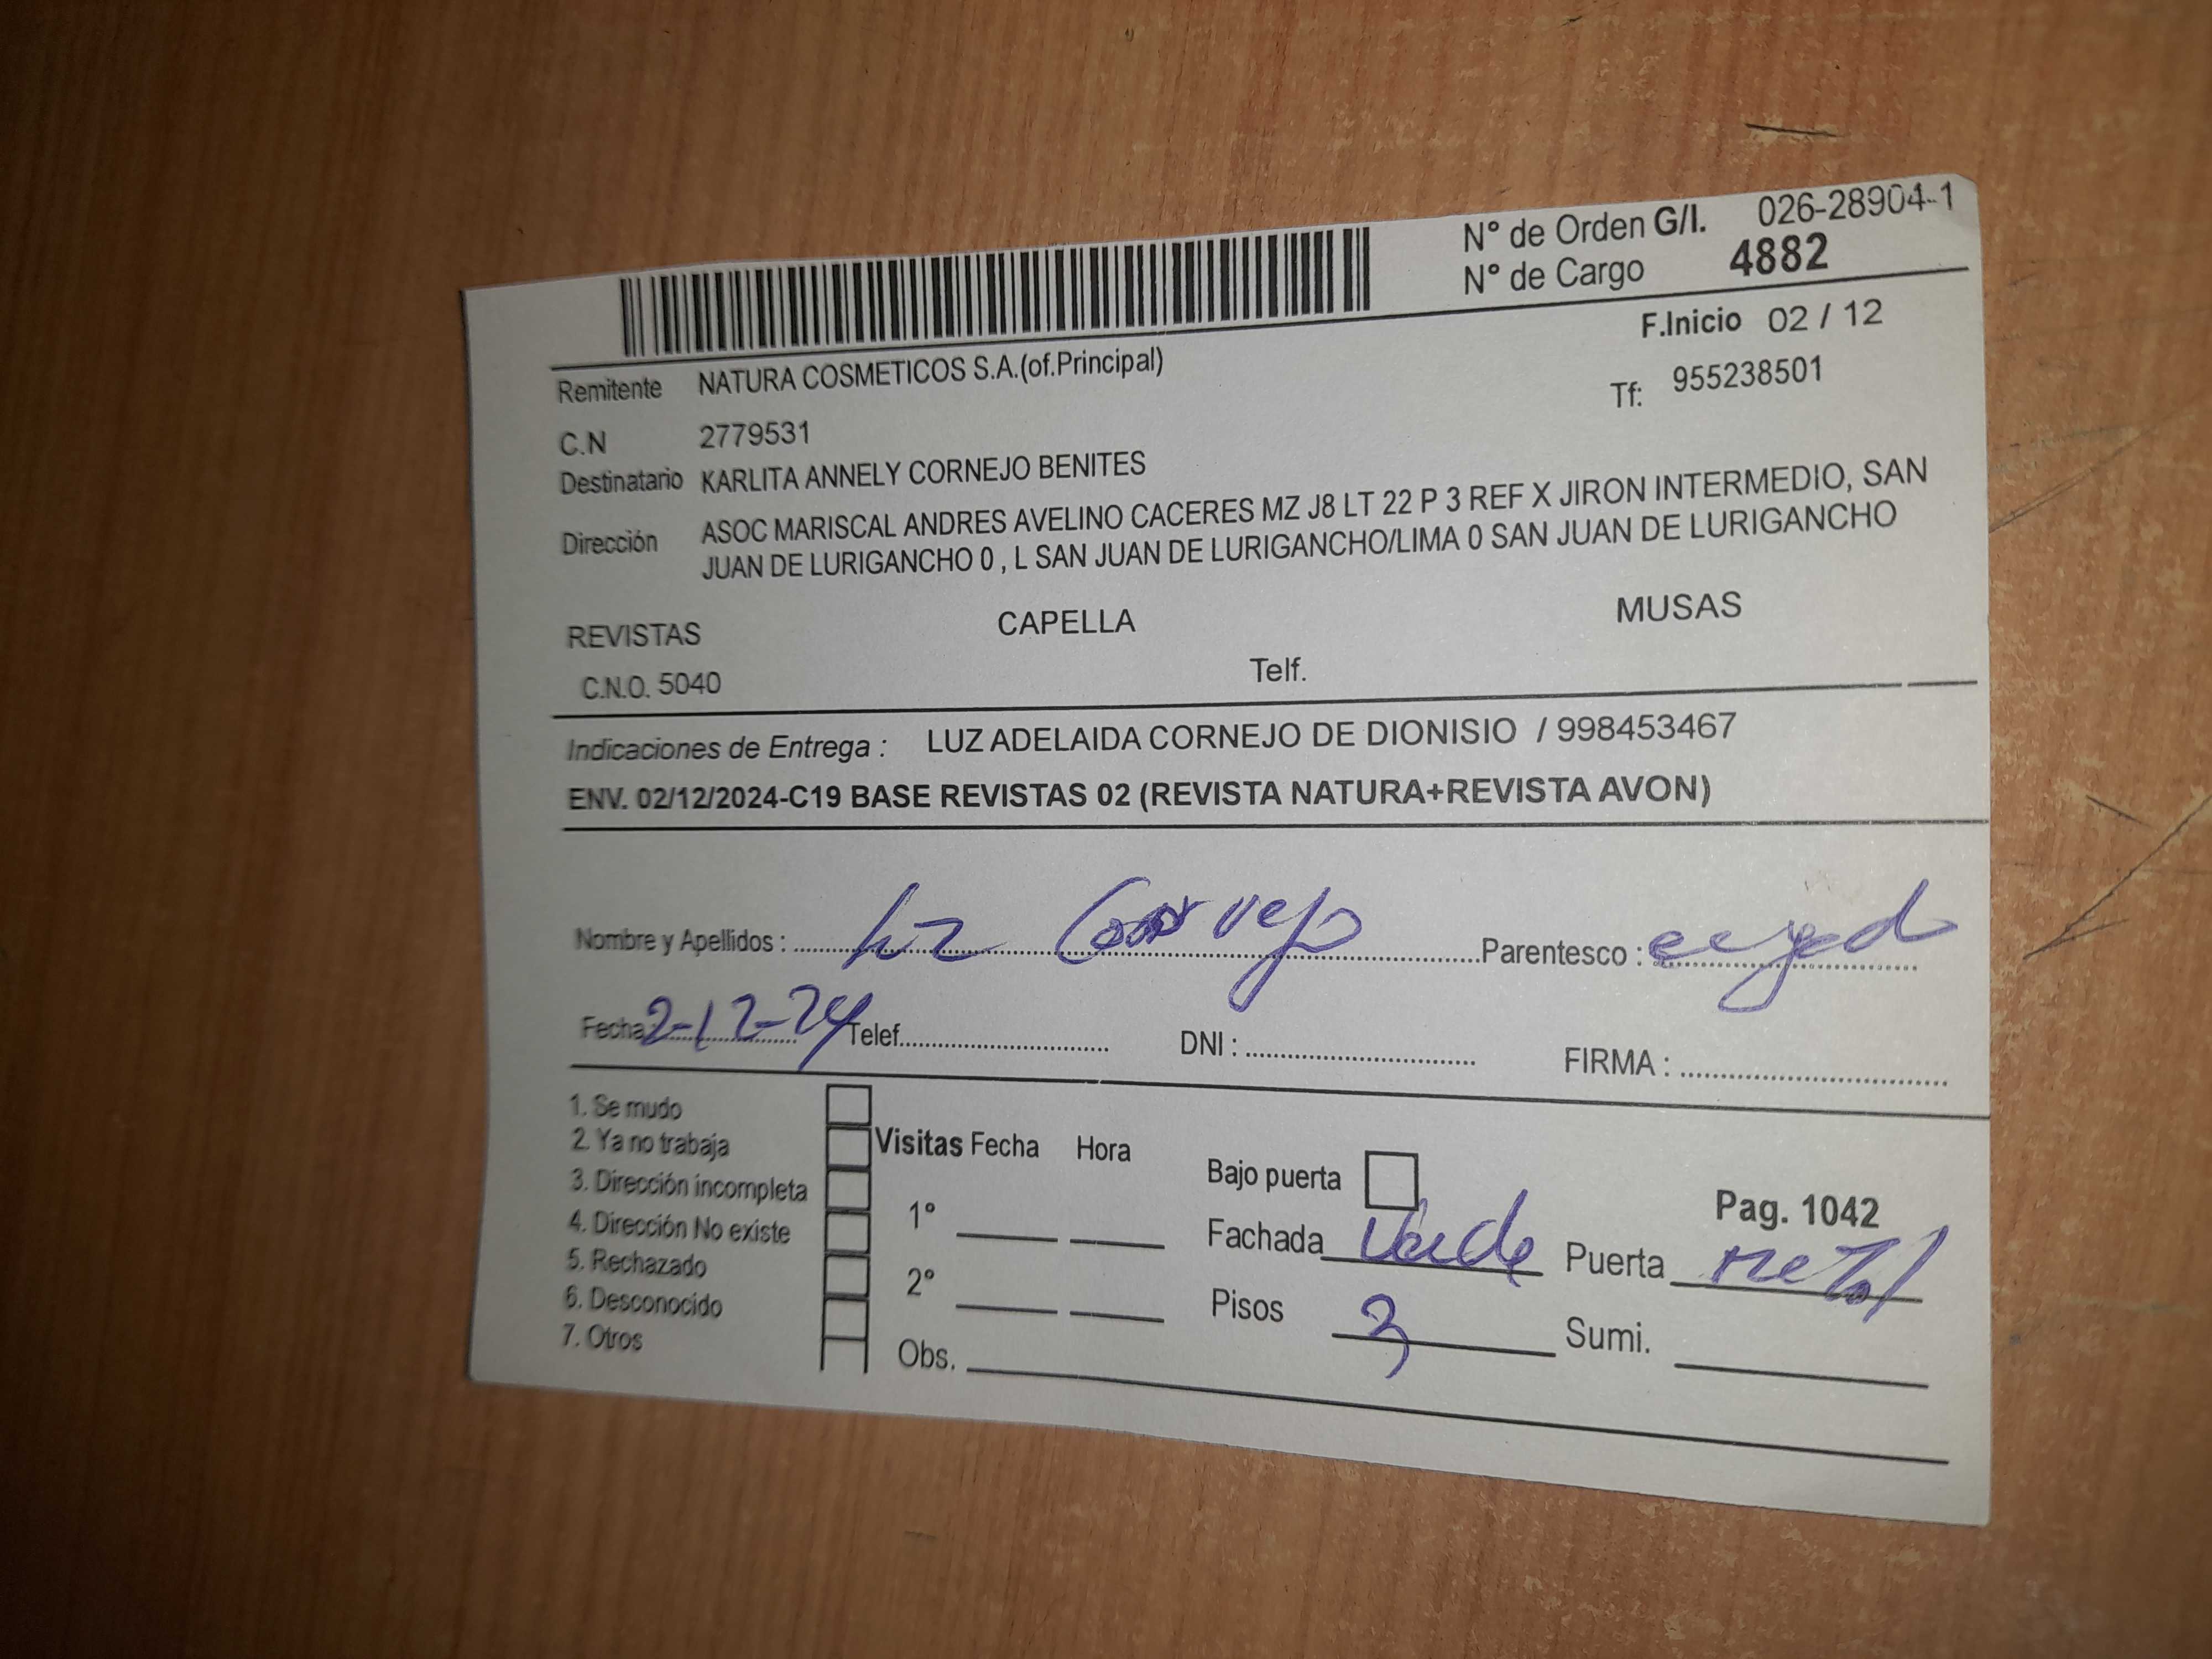 N° de Orden G/I. 026-28904-1
N° de Cargo 4882
F.Inicio 02 / 12
Remitente NATURA COSMETICOS S.A.(of.Principal)
Tf: 955238501
C.N 2779531
Destinatario KARLITA ANNELY CORNEJO BENITES
Dirección ASOC MARISCAL ANDRES AVELINO CACERES MZ J8 LT 22 P 3 REF X JIRON INTERMEDIO, SAN
JUAN DE LURIGANCHO 0 , L SAN JUAN DE LURIGANCHO/LIMA 0 SAN JUAN DE LURIGANCHO
REVISTAS CAPELLA MUSAS
C.N.O. 5040 Telf.
Indicaciones de Entrega : LUZ ADELAIDA CORNEJO DE DIONISIO / 998453467
ENV. 02/12/2024-C19 BASE REVISTAS 02 (REVISTA NATURA+REVISTA AVON)
Nombre y Apellidos : Luz Cornejo Parentesco :
Fecha: 2-12-24 Telef. DNI : FIRMA :
1. Se mudo
2. Ya no trabaja
3. Dirección incompleta
4. Dirección No existe
5. Rechazado
6. Desconocido
7. Otros
Visitas Fecha Hora
1°
2°
Obs.
Bajo puerta
Pag. 1042
Fachada Verde Puerta metal
Pisos 3 Sumi.